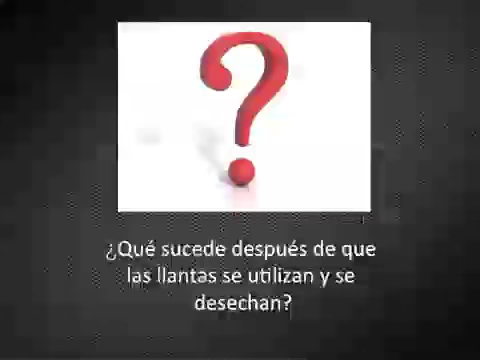 ¿Qué sucede después de que
las llantas se utilizan y se
desechan?